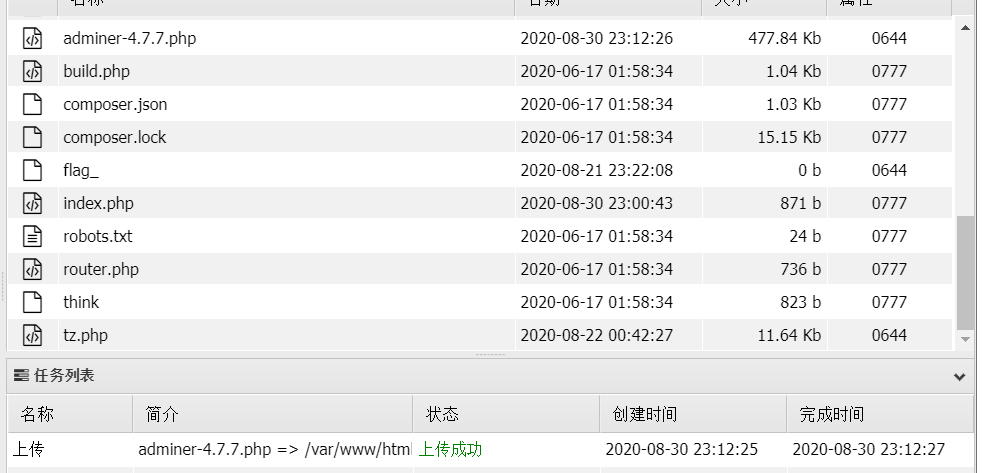 名称 日期 大小 属性
adminer-4.7.7.php 2020-08-30 23:12:26 477.84 Kb 0644
build.php 2020-06-17 01:58:34 1.04 Kb 0777
composer.json 2020-06-17 01:58:34 1.03 Kb 0777
composer.lock 2020-06-17 01:58:34 15.15 Kb 0777
flag_ 2020-08-21 23:22:08 0 b 0644
index.php 2020-08-30 23:00:43 871 b 0777
robots.txt 2020-06-17 01:58:34 24 b 0777
router.php 2020-06-17 01:58:34 736 b 0777
think 2020-06-17 01:58:34 823 b 0777
tz.php 2020-08-22 00:42:27 11.64 Kb 0644
任务列表
名称 简介 状态 创建时间 完成时间
上传 adminer-4.7.7.php => /var/www/html 上传成功 2020-08-30 23:12:25 2020-08-30 23:12:27